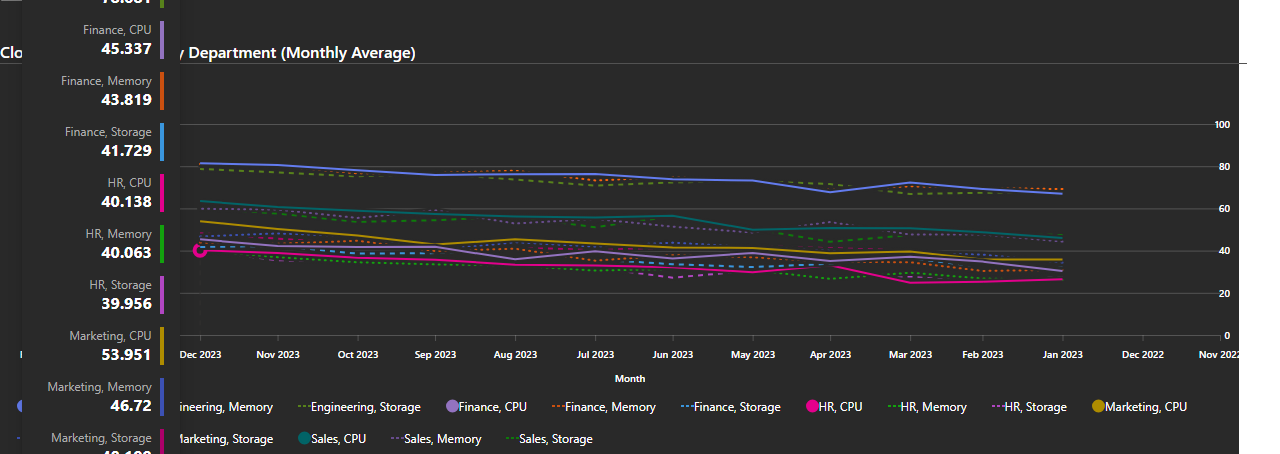 Finance, CPU
45.337
Clo
y Department (Monthly Average)
Finance, Memory
43.819
Finance, Storage
41.729
HR, CPU
40.138
HR, Memory
40.063
HR, Storage
39.956
Marketing, CPU
53.951
Marketing, Memory
46.72
Marketing, Storage
100
80
60
40
20
0
Dec 2023 Nov 2023 Oct 2023 Sep 2023 Aug 2023 Jul 2023 Jun 2023 May 2023 Apr 2023 Mar 2023 Feb 2023 Jan 2023 Dec 2022 Nov 2022
Month
ineering, Memory Engineering, Storage Finance, CPU Finance, Memory Finance, Storage HR, CPU HR, Memory HR, Storage Marketing, CPU
Marketing, Storage Sales, CPU Sales, Memory Sales, Storage